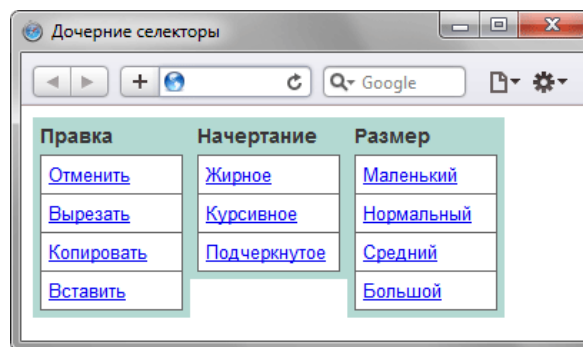 Дочерние селекторы
Google
Правка Начертание Размер
Отменить Жирное Маленький
Вырезать Курсивное Нормальный
Копировать Подчеркнутое Средний
Вставить Большой